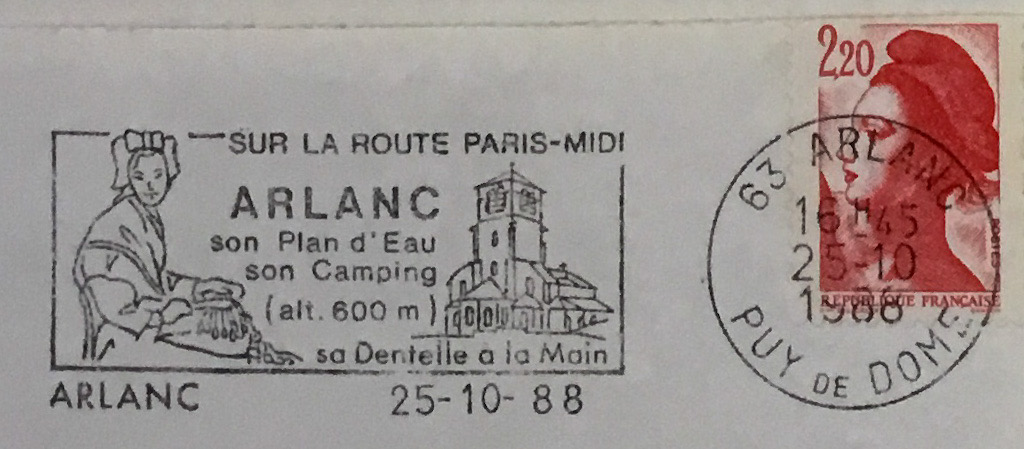 SUR LA ROUTE PARIS-MIDI
ARLANC
son Plan d'Eau
son Camping
(alt. 600 m)
sa Dentelle à la Main
ARLANC 25-10-88
2,20
63 ARLANC
16H45
25-10
1988
REPUBLIQUE FRANÇAISE
PUY DE DOME